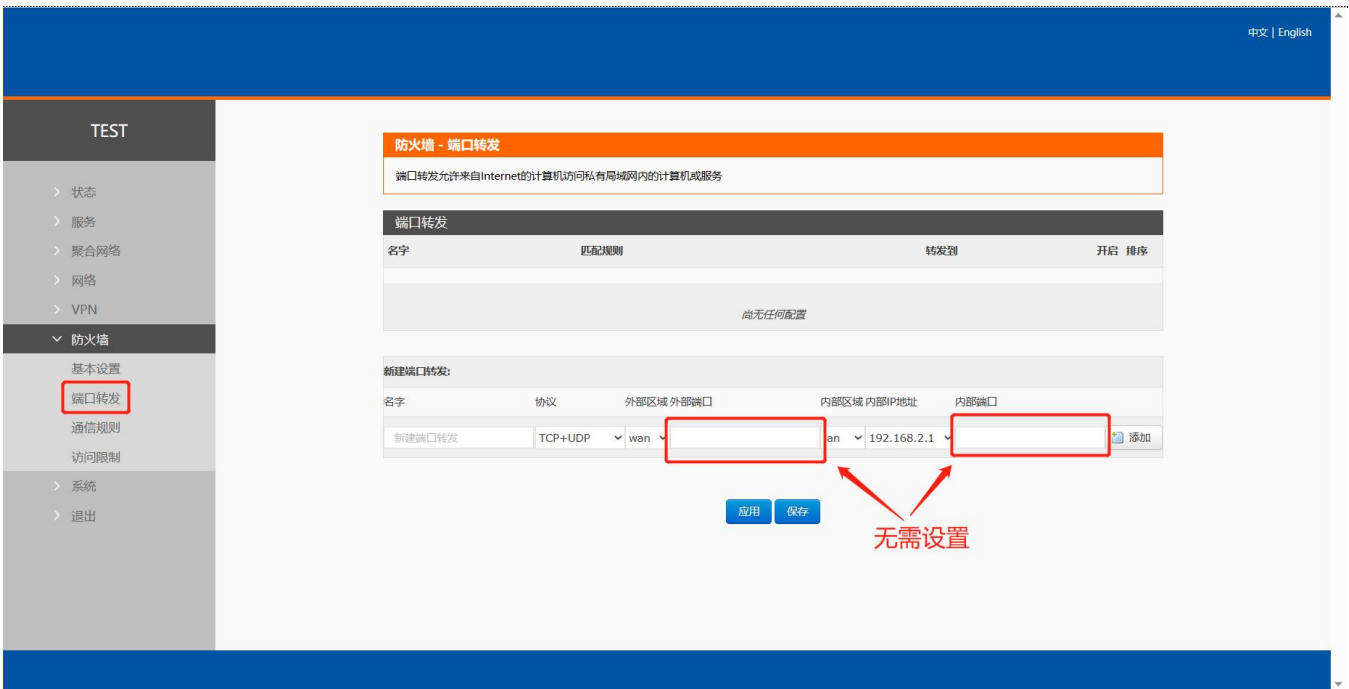 中文 | English
TEST
状态
服务
聚合网络
网络
VPN
防火墙
基本设置
端口转发
通信规则
访问限制
系统
退出
防火墙 - 端口转发
端口转发允许来自Internet的计算机访问私有局域网内的计算机或服务
端口转发
名字 匹配规则 转发到 开启 排序
尚无任何配置
新建端口转发:
名字 协议 外部区域 外部端口 内部区域 内部IP地址 内部端口
新建端口转发 TCP+UDP wan an 192.168.2.1 添加
应用 保存
无需设置